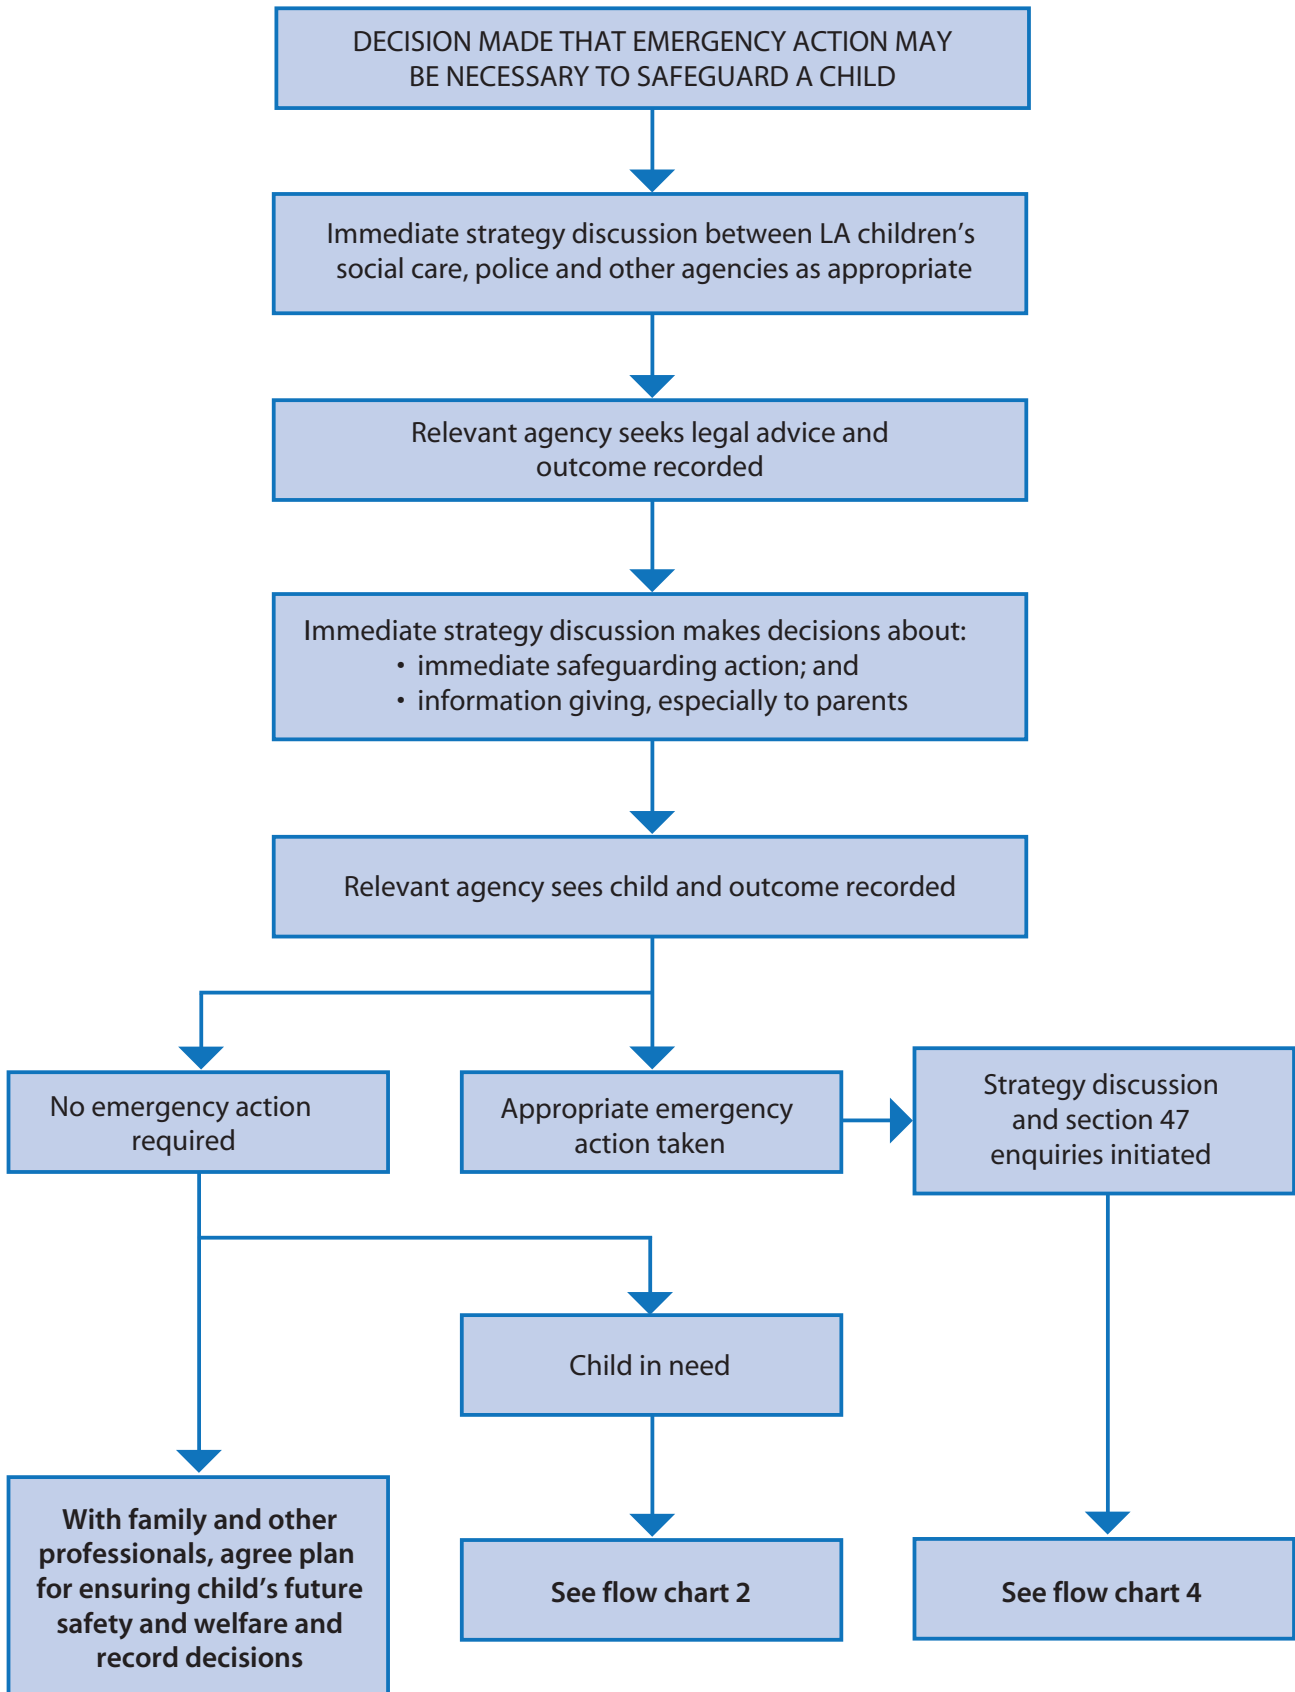 DECISION MADE THAT EMERGENCY ACTION MAY
BE NECESSARY TO SAFEGUARD A CHILD
Immediate strategy discussion between LA children’s
social care, police and other agencies as appropriate
Relevant agency seeks legal advice and
outcome recorded
Immediate strategy discussion makes decisions about:
• immediate safeguarding action; and
• information giving, especially to parents
Relevant agency sees child and outcome recorded
No emergency action
required
Appropriate emergency
action taken
Strategy discussion
and section 47
enquiries initiated
Child in need
With family and other
professionals, agree plan
for ensuring child’s future
safety and welfare and
record decisions
See flow chart 2
See flow chart 4